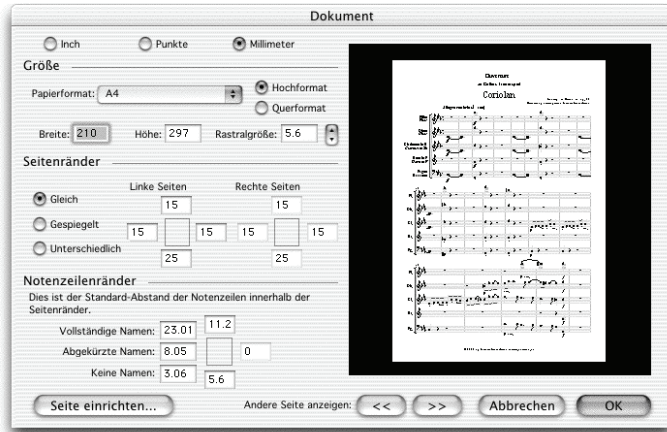 Dokument
Inch Punkte Millimeter
Größe
Papierformat: A4
Hochformat
Querformat
Breite: 210 Höhe: 297 Rastralgröße: 5.6
Seitenränder
Linke Seiten Rechte Seiten
Gleich
15 15
Gespiegelt
15 15 15 15
Unterschiedlich
25 25
Notenzeilenränder
Dies ist der Standard-Abstand der Notenzeilen innerhalb der
Seitenränder.
Vollständige Namen: 23.01 11.2
Abgekürzte Namen: 8.05 0
Keine Namen: 3.06 5.6
Seite einrichten... Andere Seite anzeigen: << >> Abbrechen OK
Ouverture
Coriolan